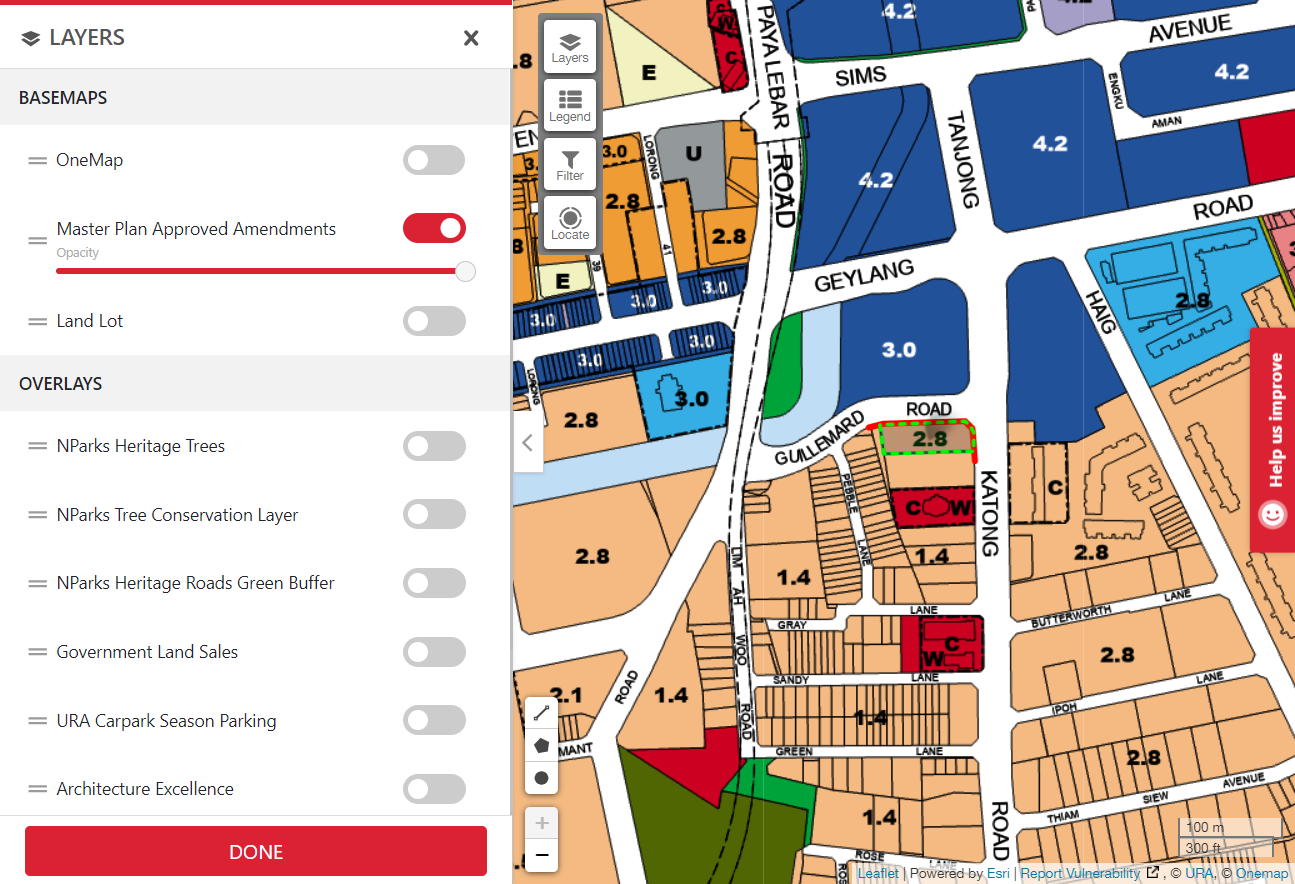 LAYERS
BASEMAPS
OneMap
Master Plan Approved Amendments
Opacity
Land Lot
OVERLAYS
NParks Heritage Trees
NParks Tree Conservation Layer
NParks Heritage Roads Green Buffer
Government Land Sales
URA Carpark Season Parking
Architecture Excellence
DONE
Layers
Legend
Filter
Locate
PAYA LEBAR
ROAD
4.2
AVENUE
SIMS
4.2
ENGKU
AMAN
E
C
W
U
3.0
LORONG
TANJONG
4.2
4.2
2.8
2.8
ROAD
41
39
E
GEYLANG
HAIG
2.8
3.0
3.0
3.0
3.0
3.0
3.0
LORONG
3.0
2.8
ROAD
GUILLEMARD
2.8
KATONG
PEBBLE
LANE
C W
C
2.8
1.4
2.8
1.4
LIM AH WOO ROAD
LANE
GRAY
BUTTERWORTH
LANE
C
W
2.8
SANDY
LANE
2.1
ROAD
1.4
1.4
IPOH
LANE
MANT
GREEN
LANE
2.8
THIAM
SIEW
AVENUE
1.4
ROAD
ROSE
LANE
100 m
300 ft
Help us improve
Leaflet | Powered by Esri | Report Vulnerability , © URA, © Onemap